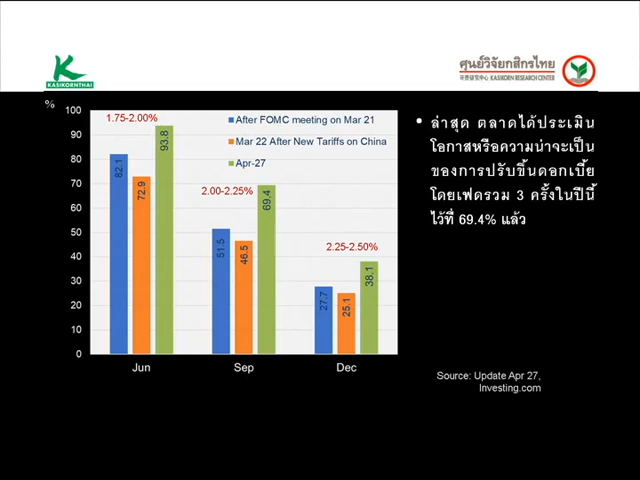 KASIKORNTHAI
ศูนย์วิจัยกสิกรไทย
KASIKORN RESEARCH CENTER
%
100
90
80
70
60
50
40
30
20
10
0
1.75-2.00%
2.00-2.25%
2.25-2.50%
After FOMC meeting on Mar 21
Mar 22 After New Tariffs on China
Apr-27
82.1
72.9
93.8
51.5
46.5
69.4
27.7
25.1
38.1
Jun
Sep
Dec
• ล่าสุด ตลาดได้ประเมิน
โอกาสหรือความน่าจะเป็น
ของการปรับขึ้นดอกเบี้ย
โดยเฟดรวม 3 ครั้งในปีนี้
ไว้ที่ 69.4% แล้ว
Source: Update Apr 27,
Investing.com